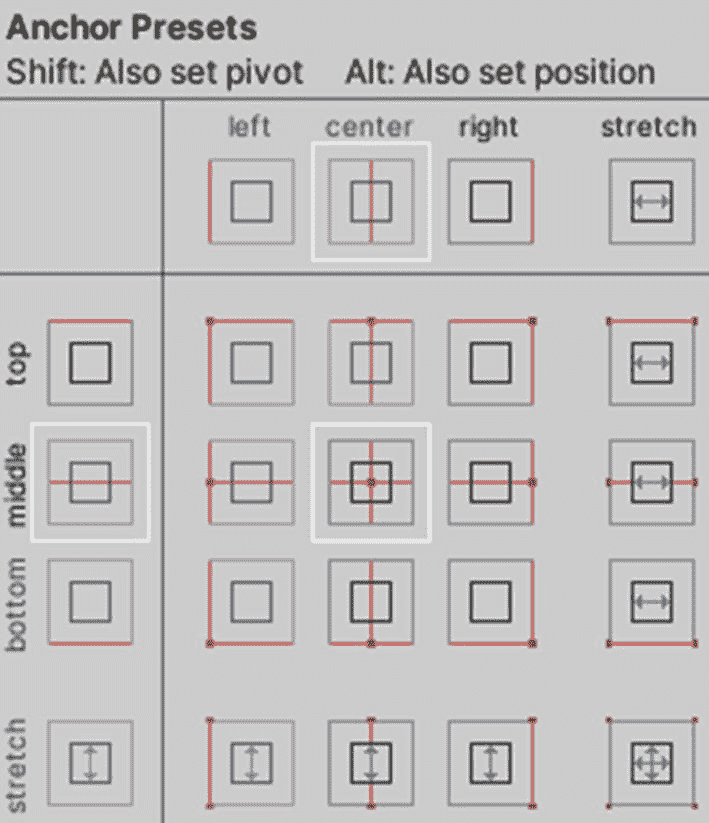 Anchor Presets
Shift: Also set pivot Alt: Also set position
left center right stretch
top
middle
bottom
stretch